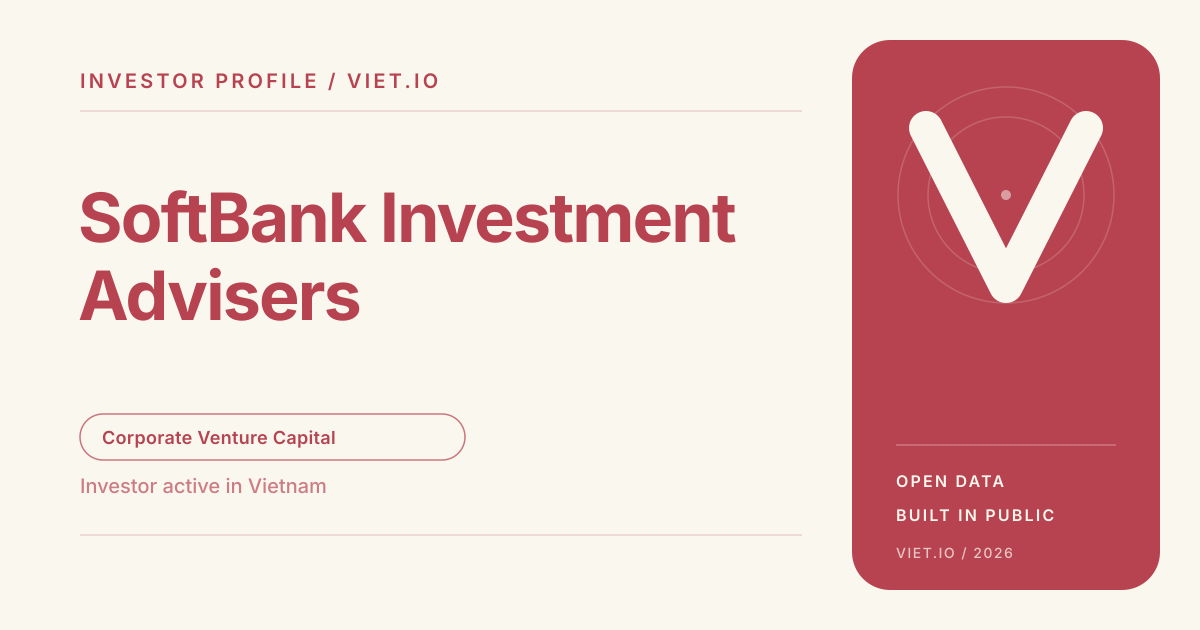 INVESTOR PROFILE / VIET.IO
SoftBank Investment
Advisers
Corporate Venture Capital
Investor active in Vietnam
OPEN DATA
BUILT IN PUBLIC
VIET.IO / 2026